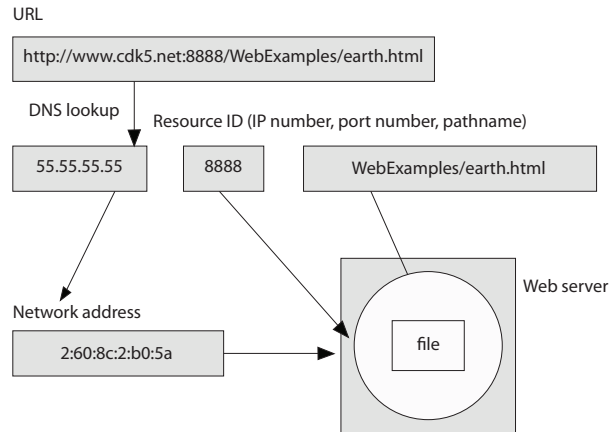 URL
http://www.cdk5.net:8888/WebExamples/earth.html
DNS lookup
Resource ID (IP number, port number, pathname)
55.55.55.55
8888
WebExamples/earth.html
Web server
Network address
2:60:8c:2:b0:5a
file